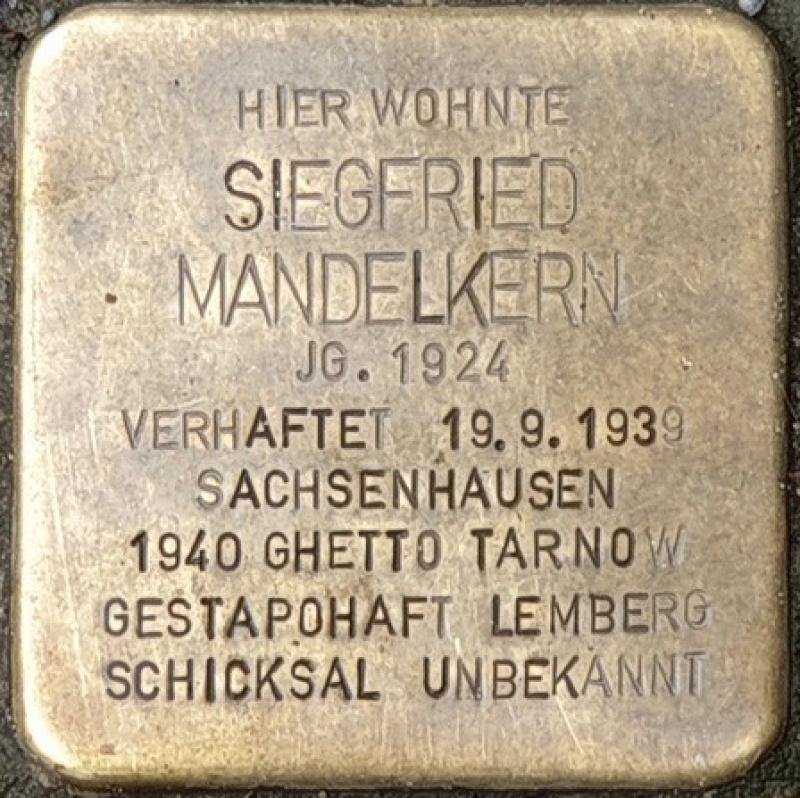 HIER WOHNTE
SIEGFRIED
MANDELKERN
JG. 1924
VERHAFTET 19.9.1939
SACHSENHAUSEN
1940 GHETTO TARNOW
GESTAPOHAFT LEMBERG
SCHICKSAL UNBEKANNT